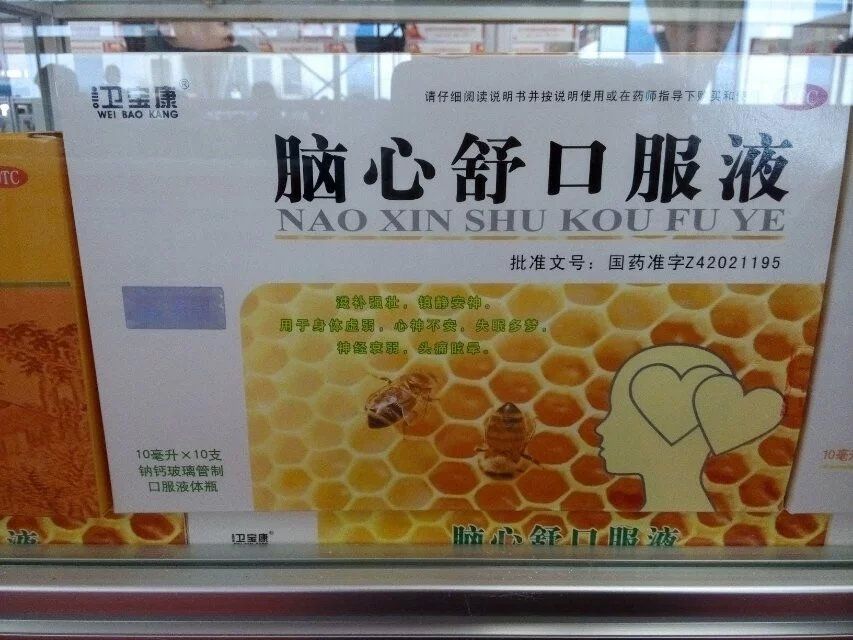 卫宝康®
WEI BAO KANG
请仔细阅读说明书并按说明使用或在药师指导下购买和使
OTC
脑心舒口服液
NAO XIN SHU KOU FU YE
批准文号：国药准字Z42021195
滋补强壮，镇静安神。
用于身体虚弱，心神不安，失眠多梦，
神经衰弱，头痛眩晕。
10毫升×10支
钠钙玻璃管制
口服液体瓶
10毫
液
卫宝康
脑心舒口服液